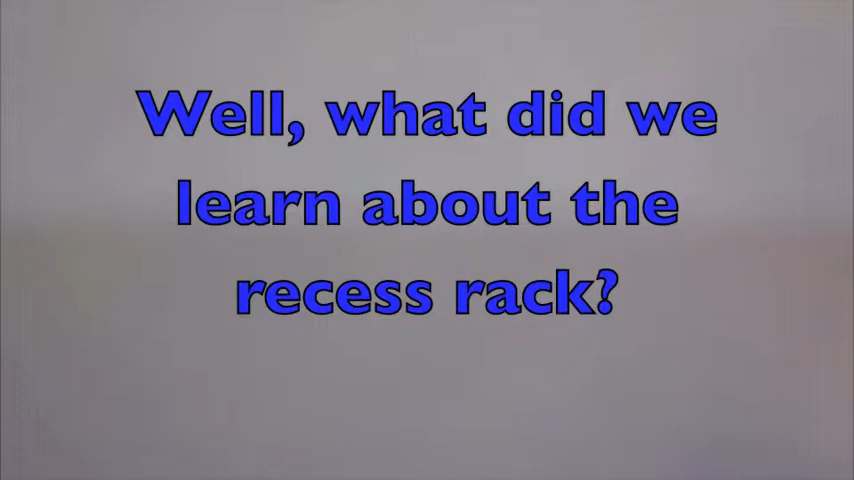 Well, what did we
learn about the
recess rack?